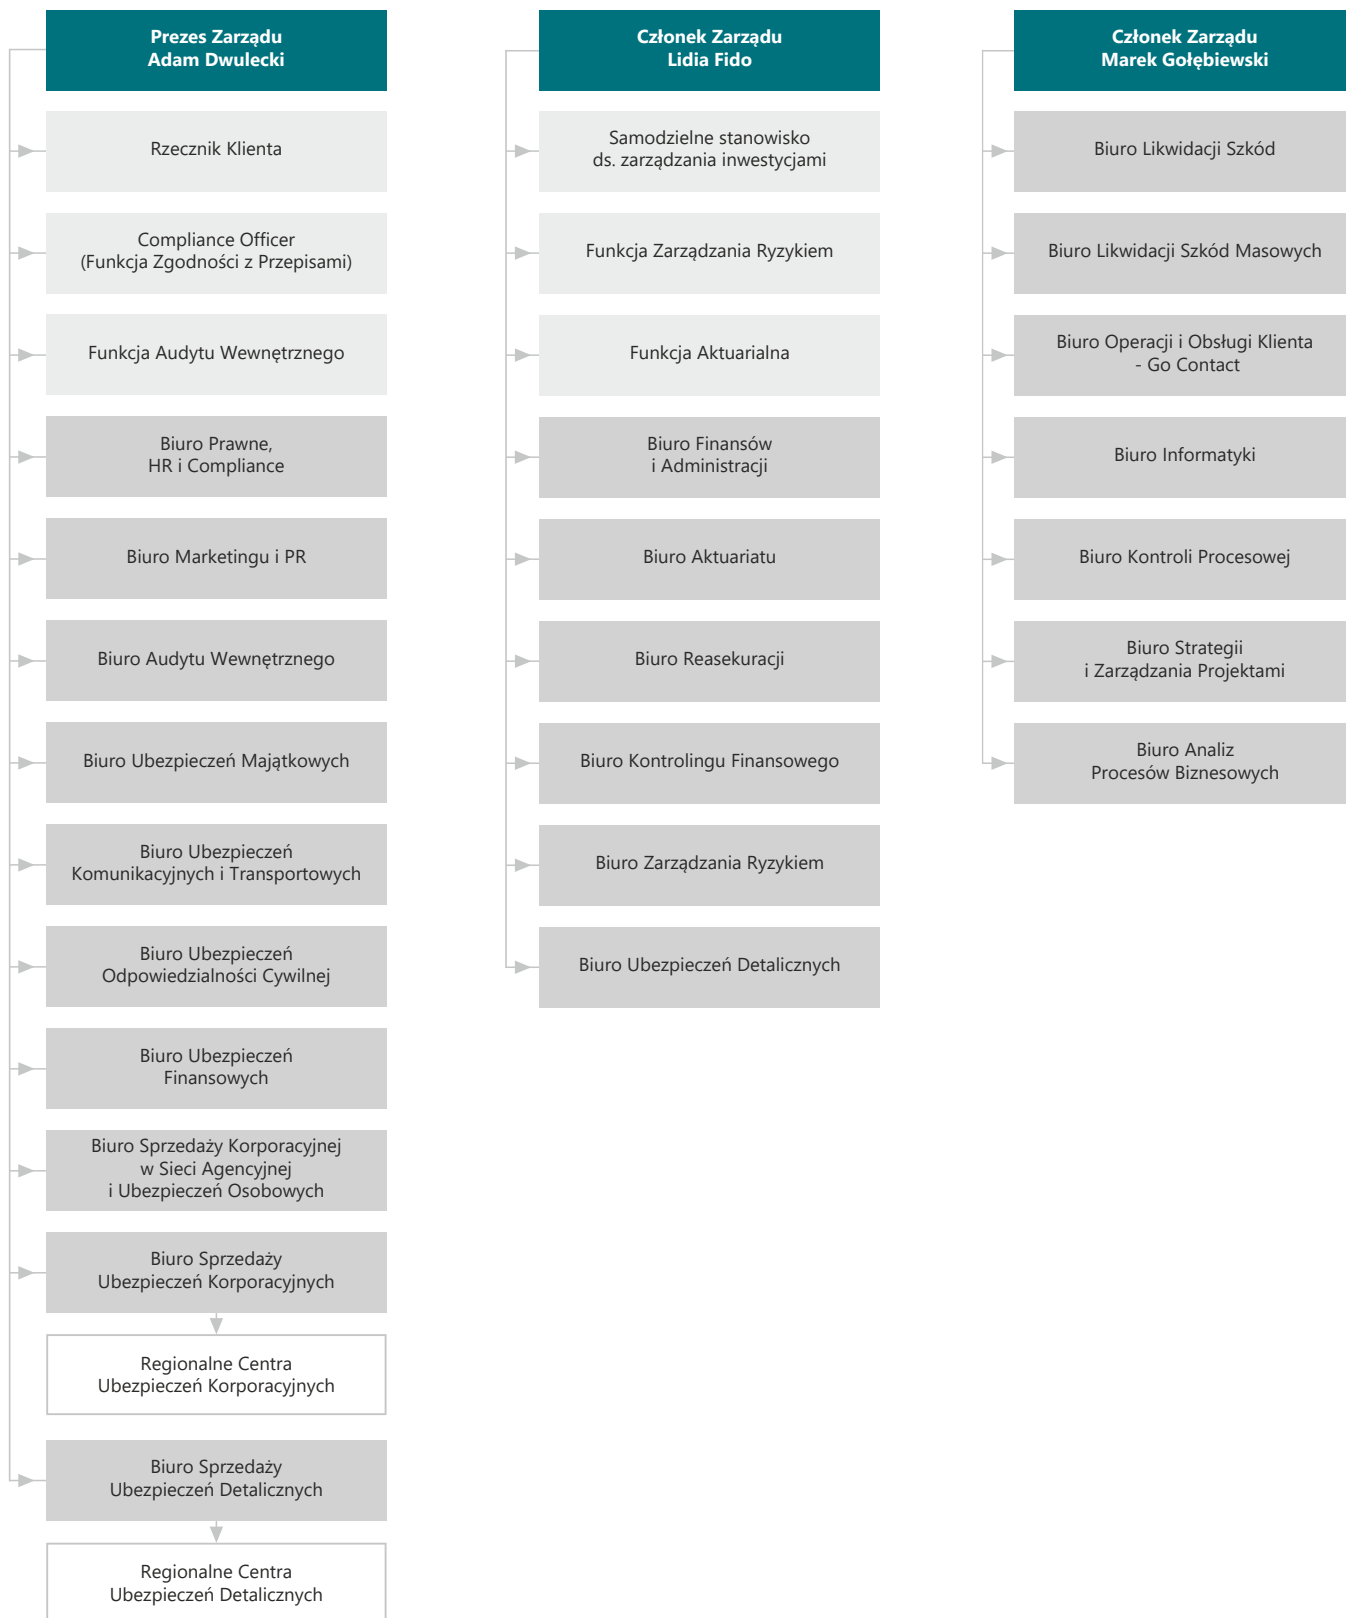 Prezes Zarządu
Adam Dwulecki
Rzecznik Klienta
Compliance Officer
(Funkcja Zgodności z Przepisami)
Funkcja Audytu Wewnętrznego
Biuro Prawne,
HR i Compliance
Biuro Marketingu i PR
Biuro Audytu Wewnętrznego
Biuro Ubezpieczeń Majątkowych
Biuro Ubezpieczeń
Komunikacyjnych i Transportowych
Biuro Ubezpieczeń
Odpowiedzialności Cywilnej
Biuro Ubezpieczeń
Finansowych
Biuro Sprzedaży Korporacyjnej
w Sieci Agencyjnej
i Ubezpieczeń Osobowych
Biuro Sprzedaży
Ubezpieczeń Korporacyjnych
Regionalne Centra
Ubezpieczeń Korporacyjnych
Biuro Sprzedaży
Ubezpieczeń Detalicznych
Regionalne Centra
Ubezpieczeń Detalicznych
Członek Zarządu
Lidia Fido
Samodzielne stanowisko
ds. zarządzania inwestycjami
Funkcja Zarządzania Ryzykiem
Funkcja Aktuarialna
Biuro Finansów
i Administracji
Biuro Aktuariatu
Biuro Reasekuracji
Biuro Kontrolingu Finansowego
Biuro Zarządzania Ryzykiem
Biuro Ubezpieczeń Detalicznych
Członek Zarządu
Marek Gołębiewski
Biuro Likwidacji Szkód
Biuro Likwidacji Szkód Masowych
Biuro Operacji i Obsługi Klienta
- Go Contact
Biuro Informatyki
Biuro Kontroli Procesowej
Biuro Strategii
i Zarządzania Projektami
Biuro Analiz
Procesów Biznesowych